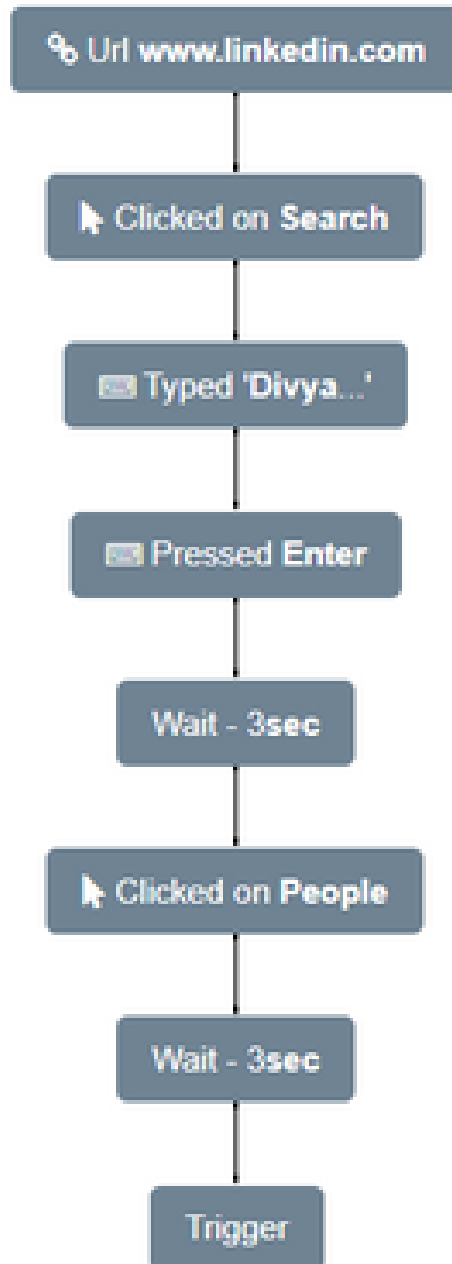 Url www.linkedin.com
Clicked on Search
Typed 'Divya...'
Pressed Enter
Wait - 3sec
Clicked on People
Wait - 3sec
Trigger